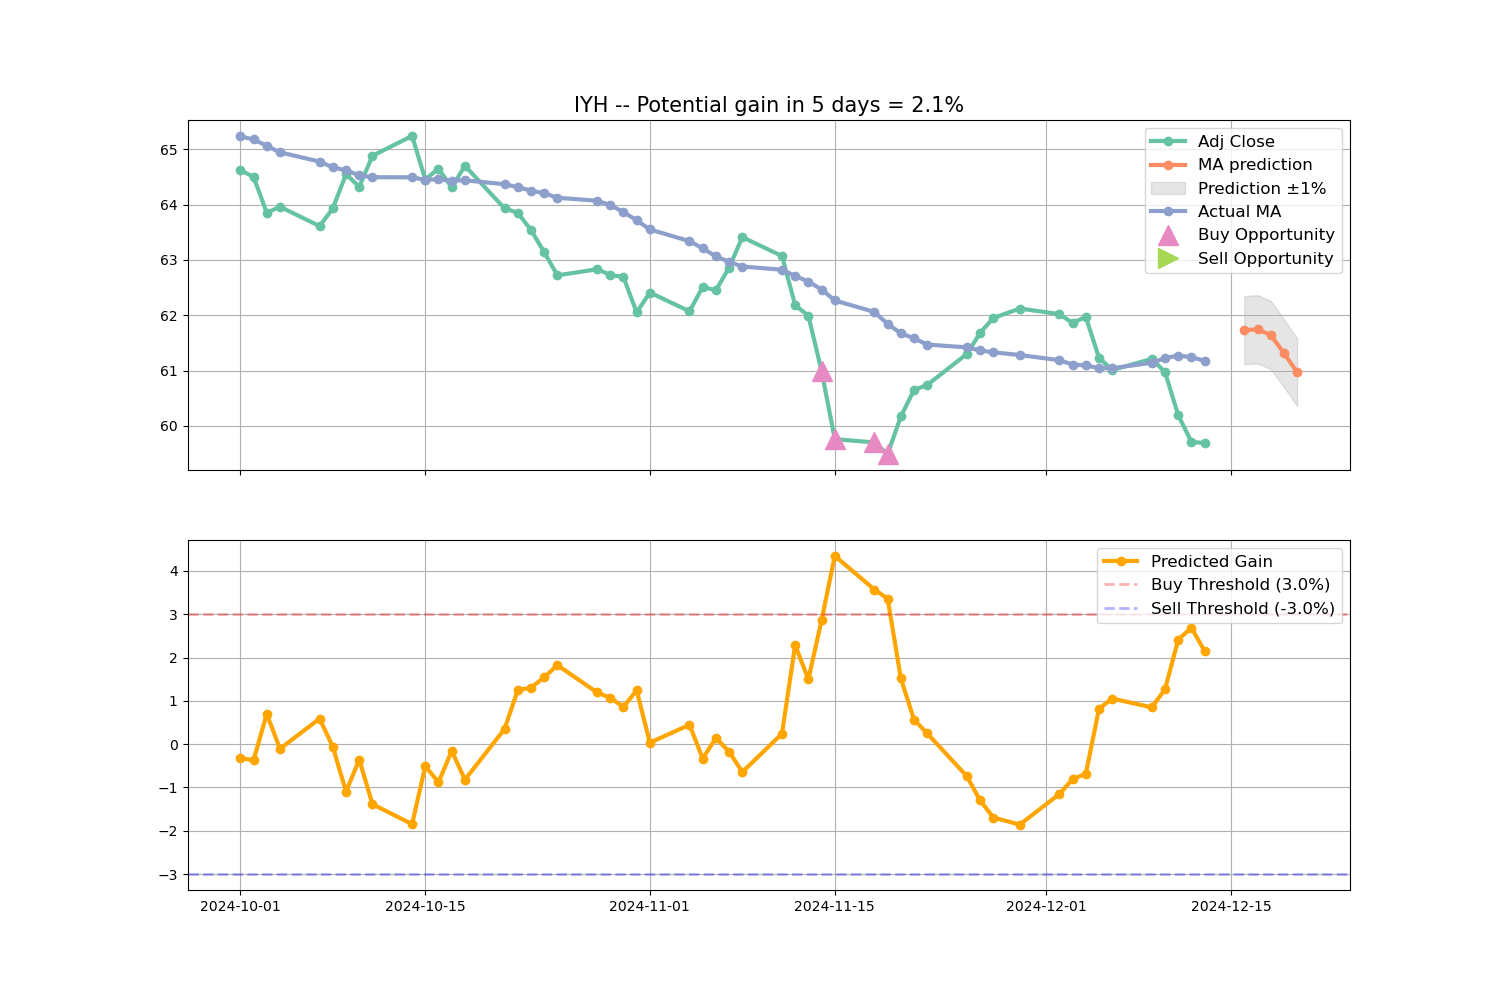 IYH -- Potential gain in 5 days = 2.1%
65
64
63
62
61
60
Adj Close
MA prediction
Prediction ±1%
Actual MA
Buy Opportunity
Sell Opportunity
4
3
2
1
0
−1
−2
−3
Predicted Gain
Buy Threshold (3.0%)
Sell Threshold (-3.0%)
2024-10-01 2024-10-15 2024-11-01 2024-11-15 2024-12-01 2024-12-15